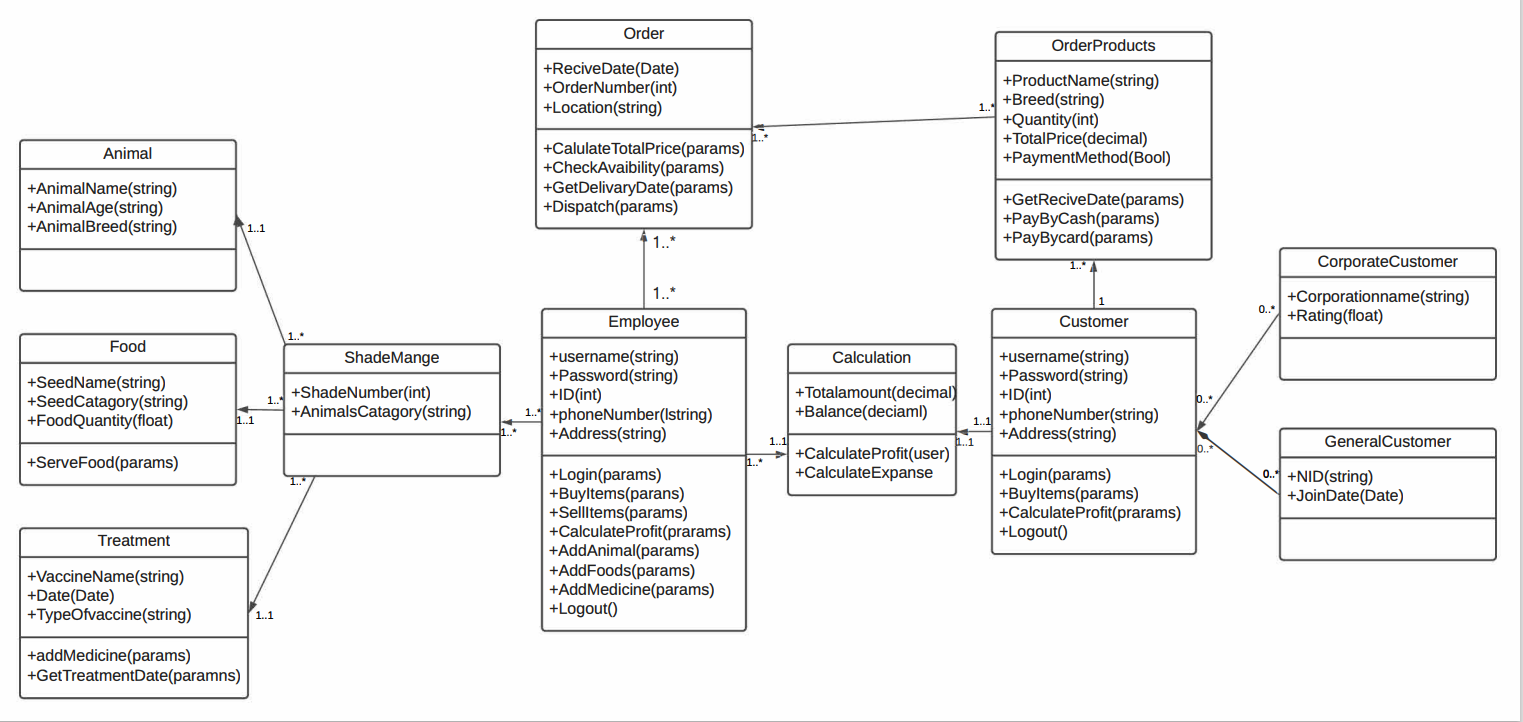 Order
+ReciveDate(Date)
+OrderNumber(int)
+Location(string)
+CalulateTotalPrice(params)
+CheckAvaibility(params)
+GetDelivaryDate(params)
+Dispatch(params)
1..*
1..*
OrderProducts
+ProductName(string)
+Breed(string)
+Quantity(int)
+TotalPrice(decimal)
+PaymentMethod(Bool)
+GetReciveDate(params)
+PayByCash(params)
+PayBycard(params)
1..*
1..*
1..*
1
Animal
+AnimalName(string)
+AnimalAge(string)
+AnimalBreed(string)
1..1
1..*
Food
+SeedName(string)
+SeedCatagory(string)
+FoodQuantity(float)
+ServeFood(params)
1..*
1..1
ShadeMange
+ShadeNumber(int)
+AnimalsCatagory(string)
1..*
1..1
Treatment
+VaccineName(string)
+Date(Date)
+TypeOfvaccine(string)
+addMedicine(params)
+GetTreatmentDate(paramns)
1..*
1..*
Employee
+username(string)
+Password(string)
+ID(int)
+phoneNumber(lstring)
+Address(string)
+Login(params)
+BuyItems(parans)
+SellItems(params)
+CalculateProfit(prarams)
+AddAnimal(params)
+AddFoods(params)
+AddMedicine(params)
+Logout()
1..1
1..*
Calculation
+Totalamount(decimal)
+Balance(deciaml)
+CalculateProfit(user)
+CalculateExpanse
1..1
1..1
Customer
+username(string)
+Password(string)
+ID(int)
+phoneNumber(string)
+Address(string)
+Login(params)
+BuyItems(params)
+CalculateProfit(prarams)
+Logout()
0..*
0..*
CorporateCustomer
+Corporationname(string)
+Rating(float)
0..*
0..*
GeneralCustomer
+NID(string)
+JoinDate(Date)